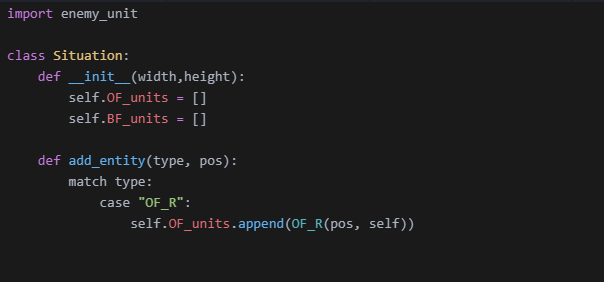 import enemy_unit
class Situation:
    def __init__(width,height):
        self.OF_units = []
        self.BF_units = []
    def add_entity(type, pos):
        match type:
            case "OF_R":
                self.OF_units.append(OF_R(pos, self))